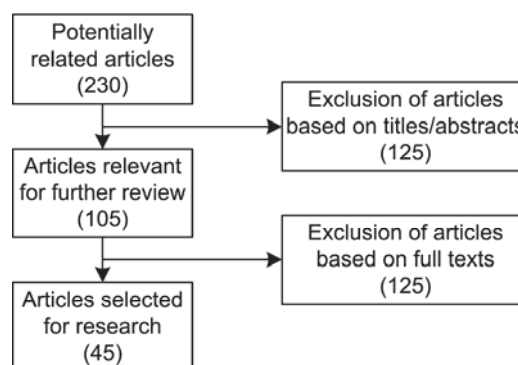 Potentially
related articles
(230)
Exclusion of articles
based on titles/abstracts
(125)
Articles relevant
for further review
(105)
Exclusion of articles
based on full texts
(125)
Articles selected
for research
(45)